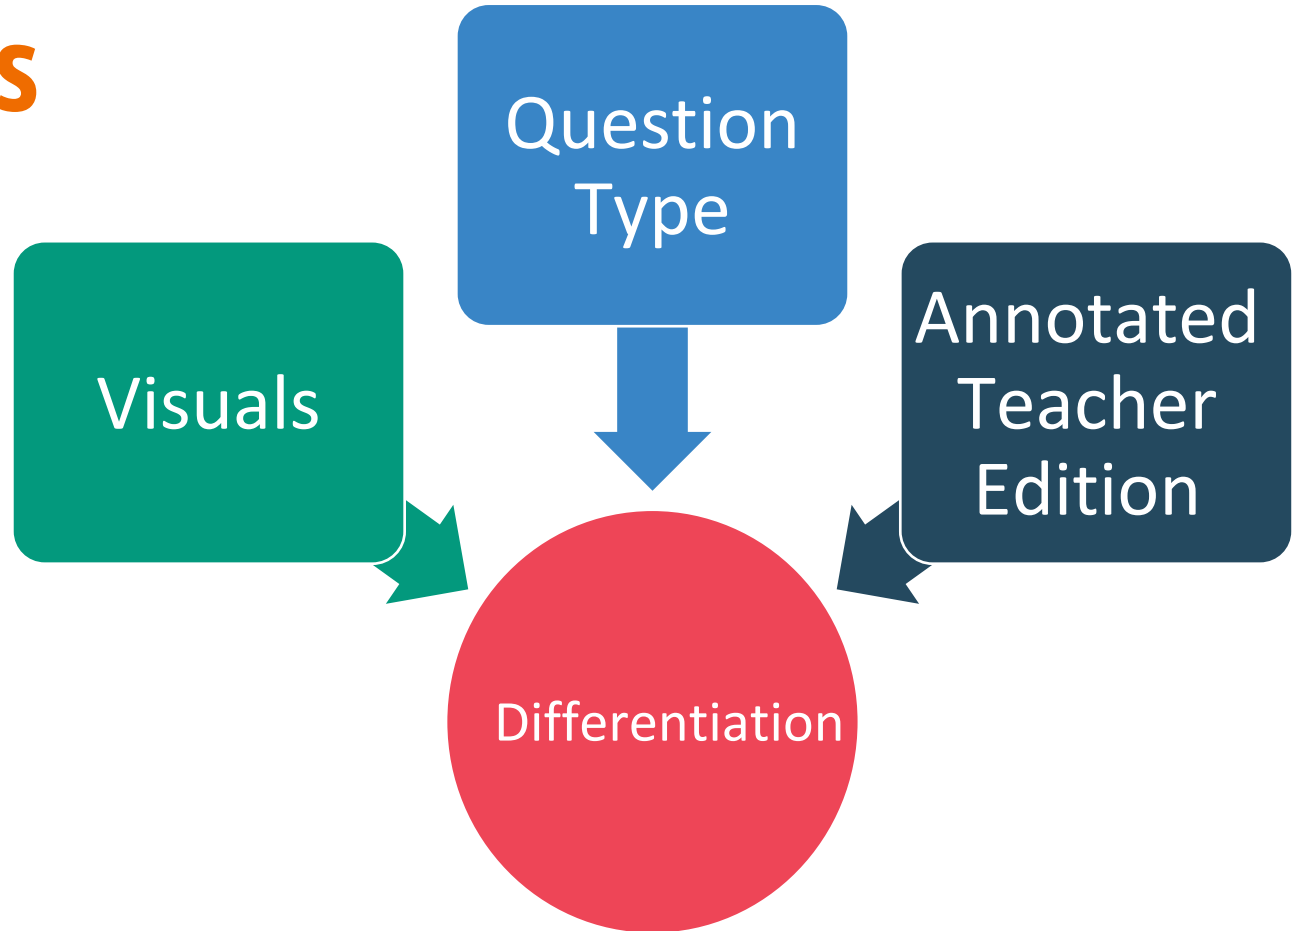 s
Question
Type
Visuals
Annotated
Teacher
Edition
Differentiation